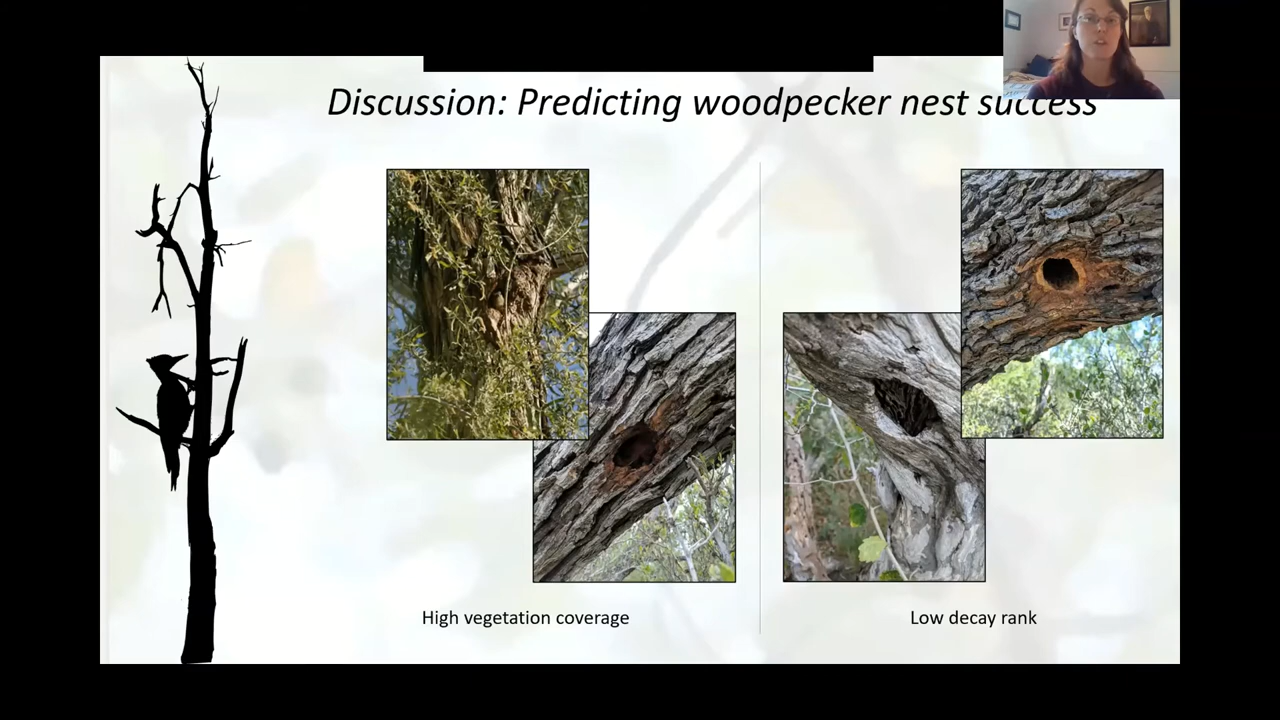 Discussion: Predicting woodpecker nest success
High vegetation coverage
Low decay rank